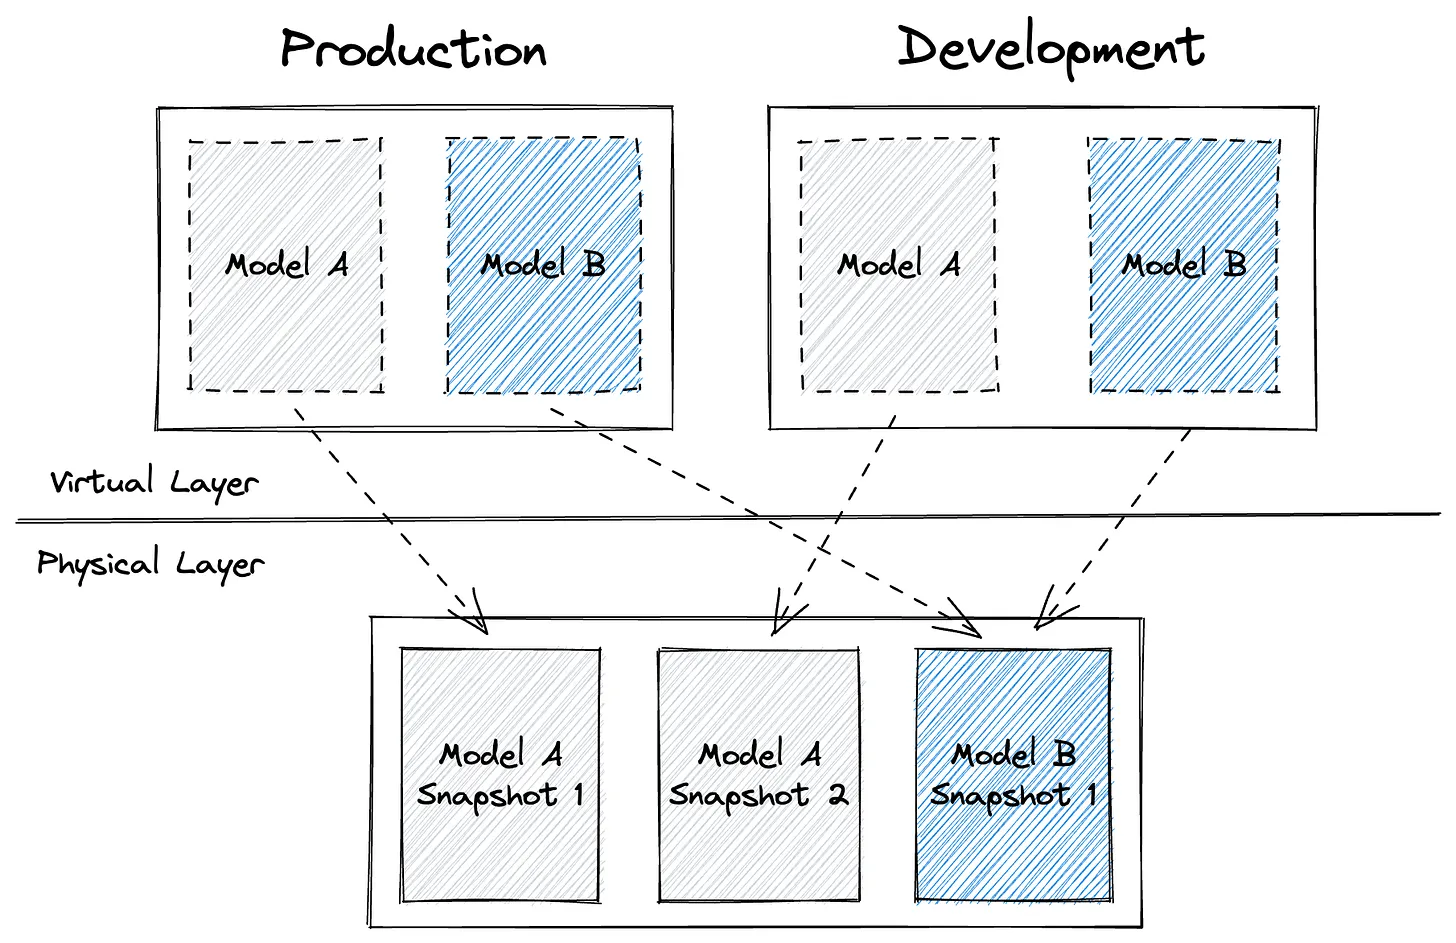 Production
Development
Model A
Model B
Model A
Model B
Virtual Layer
Physical Layer
Model A
Snapshot 1
Model A
Snapshot 2
Model B
Snapshot 1